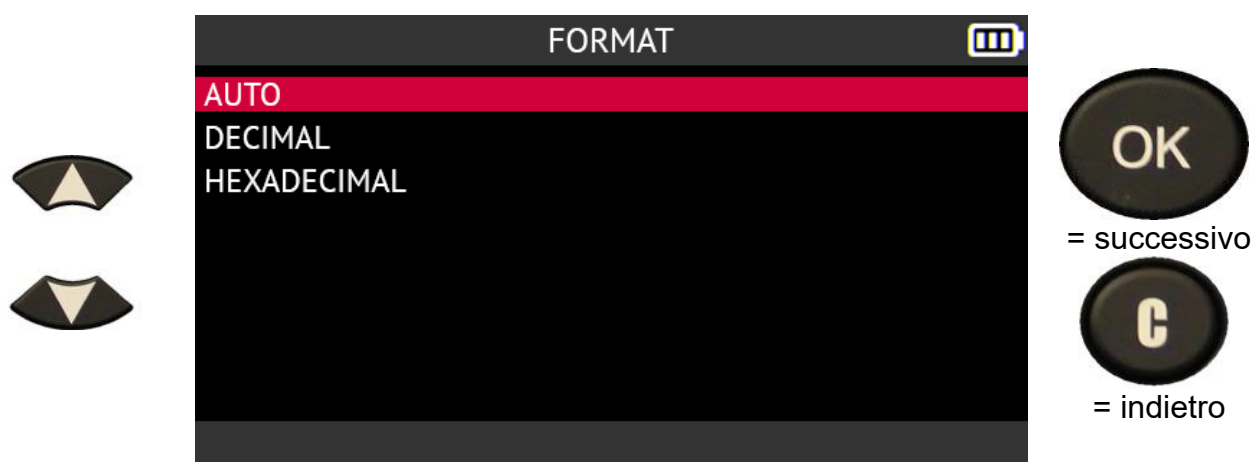 FORMAT
AUTO
DECIMAL
HEXADECIMAL
OK
= successivo
C
= indietro